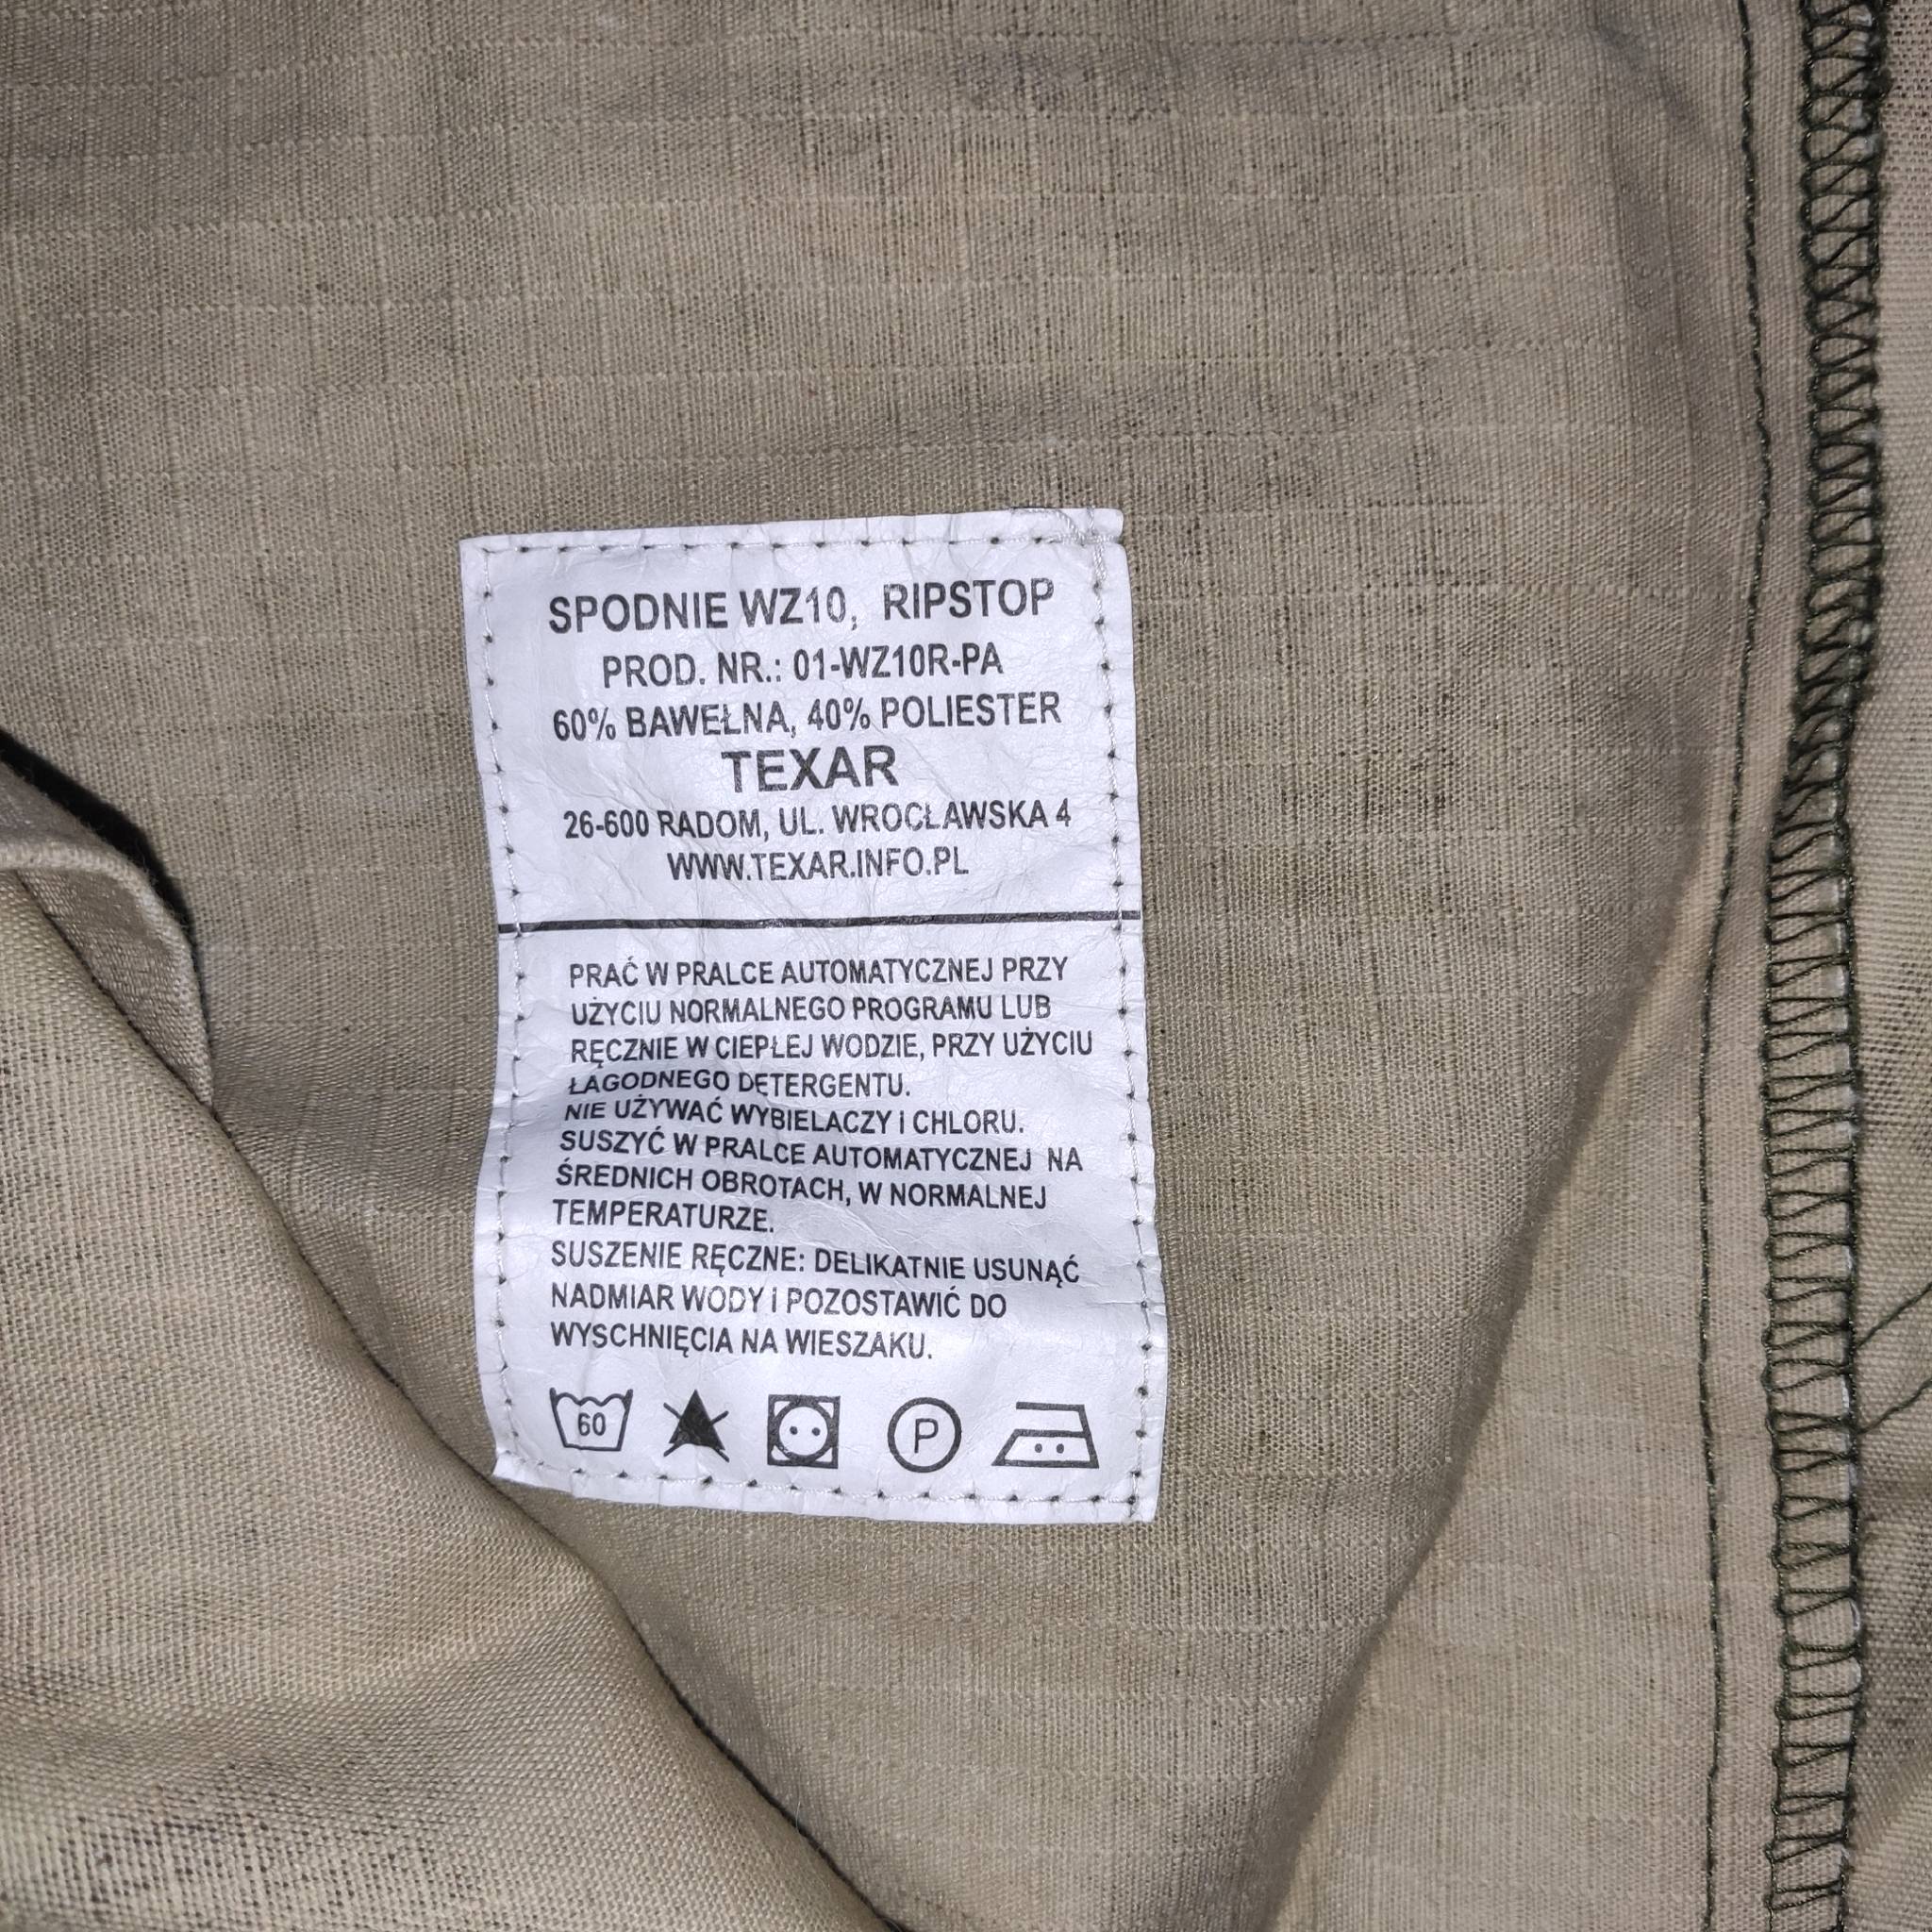 SPODNIE WZ10, RIPSTOP
PROD. NR.: 01-WZ10R-PA
60% BAWEŁNA, 40% POLIESTER
TEXAR
26-600 RADOM, UL. WROCŁAWSKA 4
WWW.TEXAR.INFO.PL
PRAĆ W PRALCE AUTOMATYCZNEJ PRZY
UŻYCIU NORMALNEGO PROGRAMU LUB
RĘCZNIE W CIEPŁEJ WODZIE, PRZY UŻYCIU
ŁAGODNEGO DETERGENTU.
NIE UŻYWAĆ WYBIELACZY i CHLORU.
SUSZYĆ W PRALCE AUTOMATYCZNEJ NA
ŚREDNICH OBROTACH, W NORMALNEJ
TEMPERATURZE.
SUSZENIE RĘCZNE: DELIKATNIE USUNĄĆ
NADMIAR WODY i POZOSTAWIĆ DO
WYSCHNIĘCIA NA WIESZAKU.
60 P